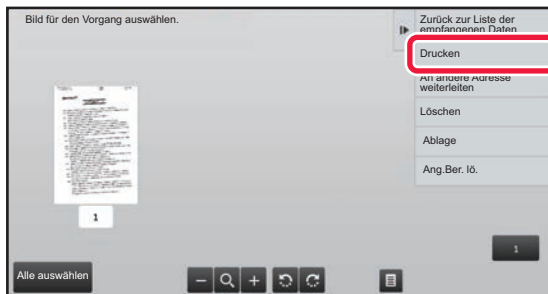 Bild für den Vorgang auswählen.
Zurück zur Liste der
empfangenen Daten
Drucken
An andere Adresse
weiterleiten
Löschen
Ablage
Ang.Ber. lö.
1
1
Alle auswählen